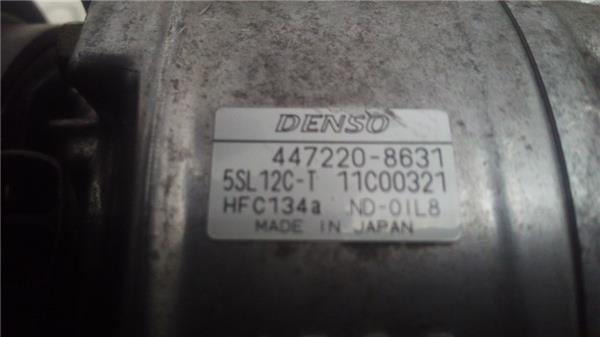 DENSO
447220-8631
5SL12C-T 11C00321
HFC134a ND-OIL8
MADE IN JAPAN